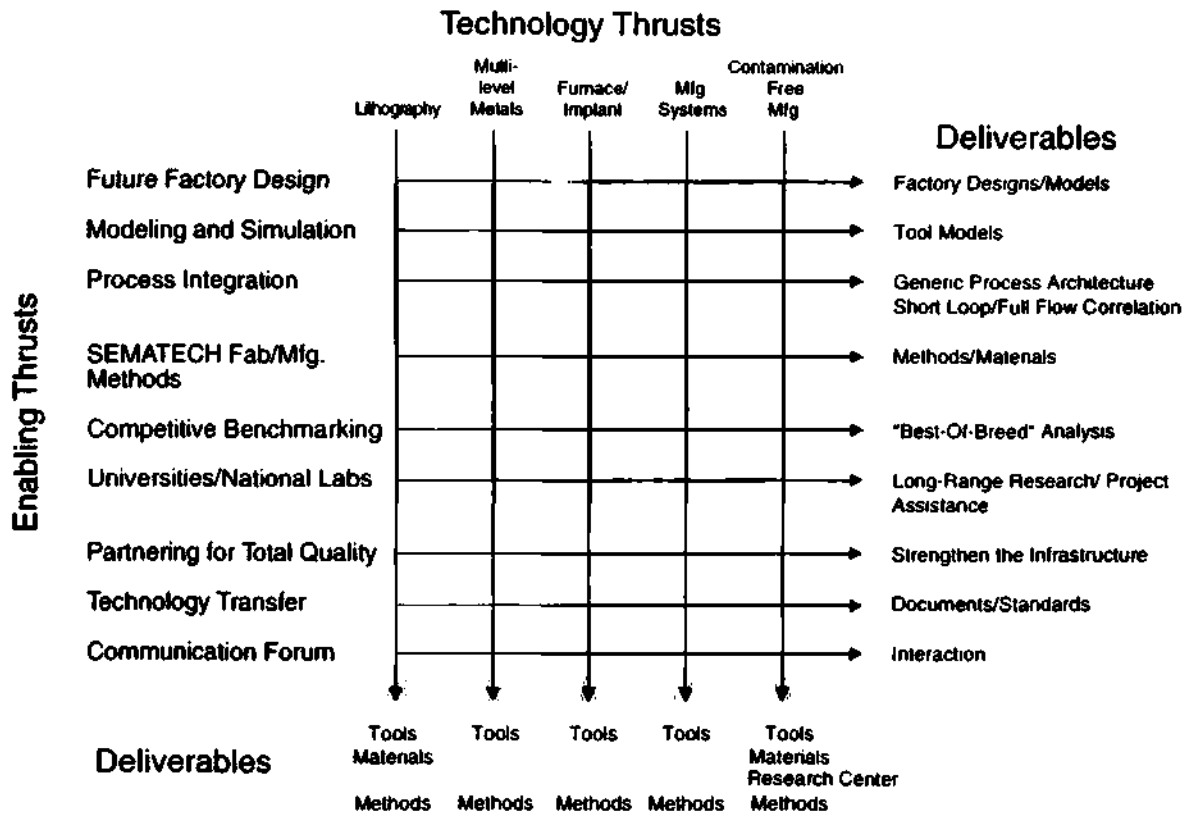 Technology Thrusts
Multi-
level
Metals
Contamination
Free
Mfg
Furnace/
Implant
Mfg
Systems
Lithography
Deliverables
Enabling Thrusts
Future Factory Design
Factory Designs/Models
Modeling and Simulation
Tool Models
Process Integration
Generic Process Architecture
Short Loop/Full Flow Correlation
SEMATECH Fab/Mfg.
Methods
Methods/Materials
Competitive Benchmarking
"Best-Of-Breed" Analysis
Universities/National Labs
Long-Range Research/ Project
Assistance
Partnering for Total Quality
Strengthen the Infrastructure
Technology Transfer
Documents/Standards
Communication Forum
Interaction
Deliverables
Tools
Materials
Methods
Tools
Methods
Tools
Methods
Tools
Methods
Tools
Materials
Research Center
Methods